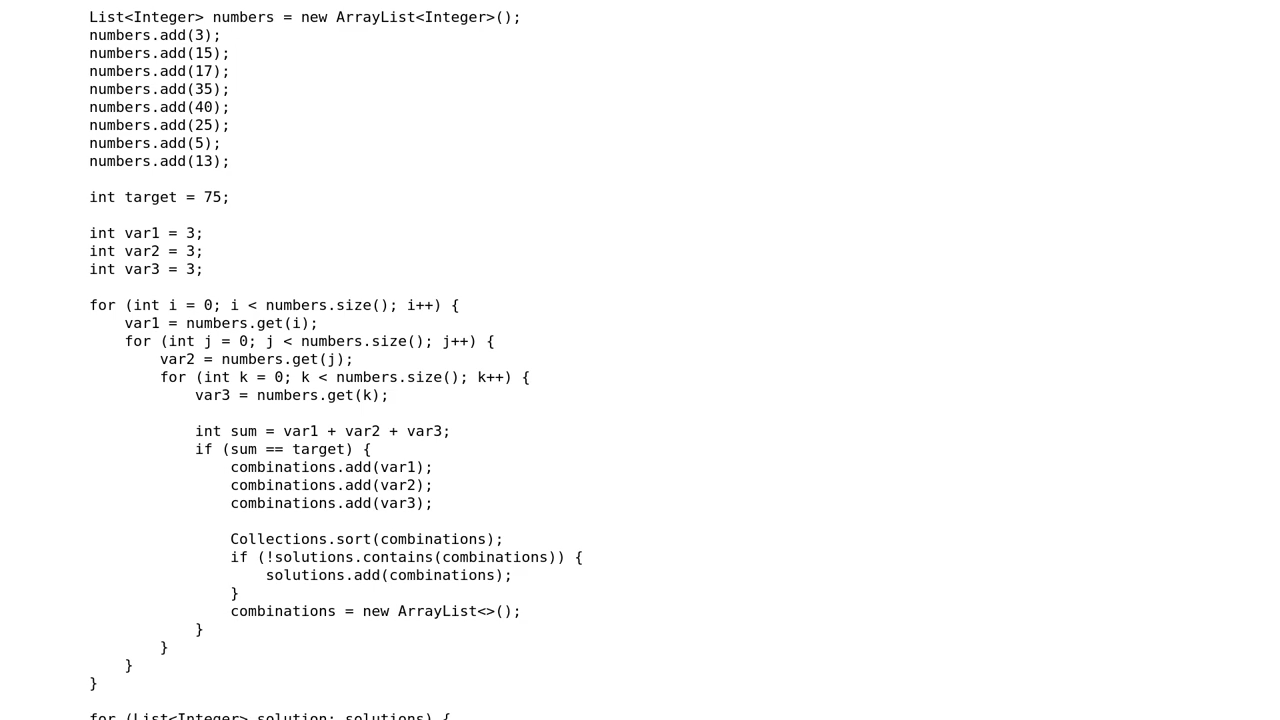 List<Integer> numbers = new ArrayList<Integer>();
numbers.add(3);
numbers.add(15);
numbers.add(17);
numbers.add(35);
numbers.add(40);
numbers.add(25);
numbers.add(5);
numbers.add(13);
int target = 75;
int var1 = 3;
int var2 = 3;
int var3 = 3;
for (int i = 0; i < numbers.size(); i++) {
var1 = numbers.get(i);
for (int j = 0; j < numbers.size(); j++) {
var2 = numbers.get(j);
for (int k = 0; k < numbers.size(); k++) {
var3 = numbers.get(k);
int sum = var1 + var2 + var3;
if (sum == target) {
combinations.add(var1);
combinations.add(var2);
combinations.add(var3);
Collections.sort(combinations);
if (!solutions.contains(combinations)) {
solutions.add(combinations);
}
combinations = new ArrayList<>();
}
}
}
}
for (List<Integer> solution: solutions) {